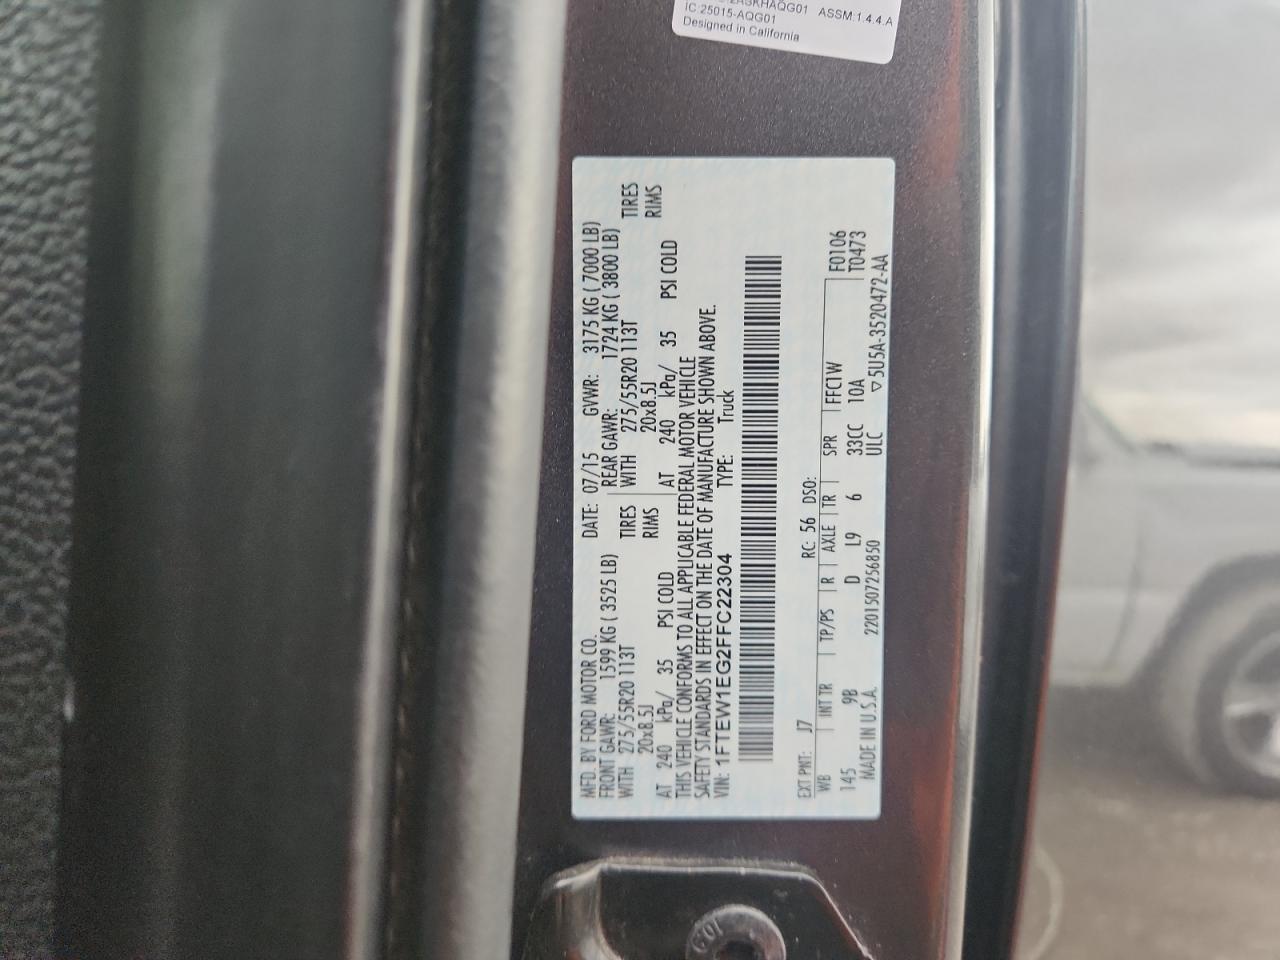 2ASKHAQG01 ASSM:1.4.4.A
IC:25015-AQG01
Designed in California
MFD. BY FORD MOTOR CO.
DATE: 07/15 GVWR: 3175 KG ( 7000 LB)
FRONT GAWR: 1599 KG ( 3525 LB) REAR GAWR: 1724 KG ( 3800 LB)
WITH 275/55R20 113T TIRES WITH 275/55R20 113T TIRES
20x8.5J RIMS 20x8.5J RIMS
AT 240 kPa/ 35 PSI COLD AT 240 kPa/ 35 PSI COLD
THIS VEHICLE CONFORMS TO ALL APPLICABLE FEDERAL MOTOR VEHICLE
SAFETY STANDARDS IN EFFECT ON THE DATE OF MANUFACTURE SHOWN ABOVE.
VIN: 1FTEW1EG2FFC22304 TYPE: Truck
EXT PNT: J7 RC: 56 DSO:
WB INT TR TP/PS R AXLE TR SPR FFC1W F0106
145 9B D L9 6 33CC 10A T0473
MADE IN U.S.A. 2201507256850 ULC ▽5U5A-3520472-AA